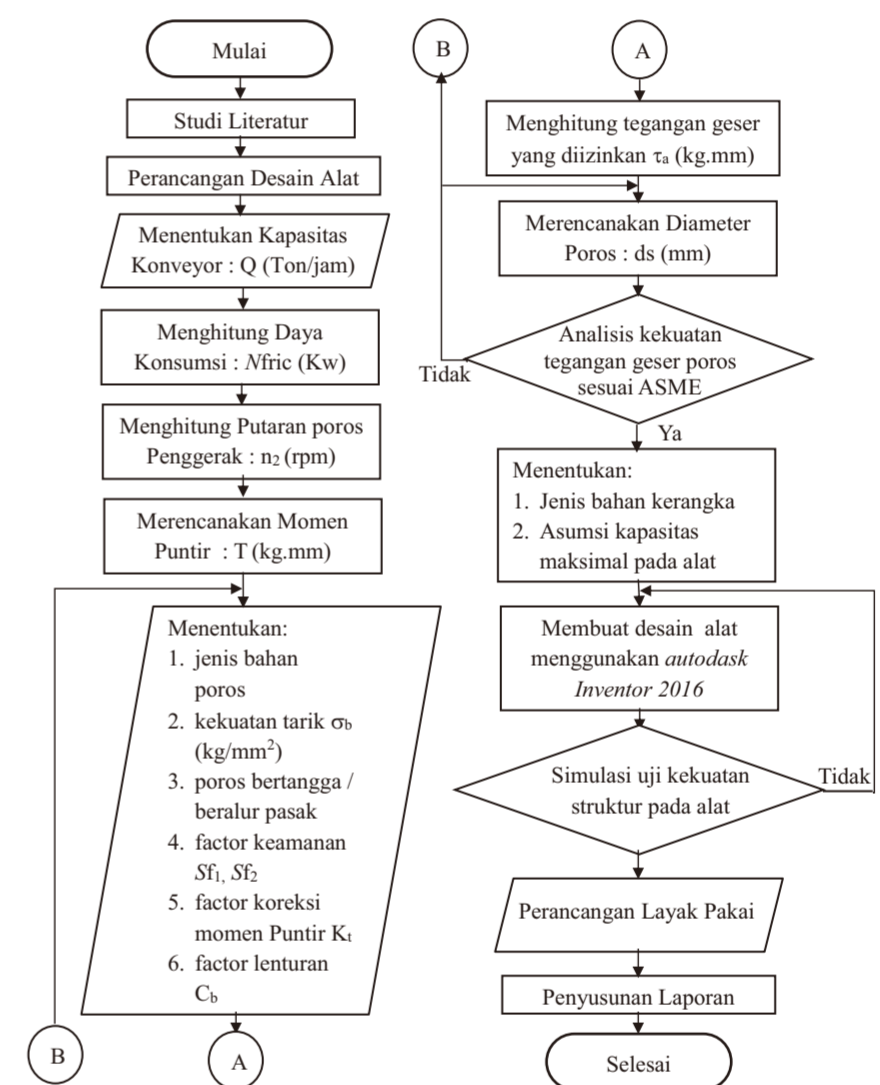 Mulai
Studi Literatur
Perancangan Desain Alat
Menentukan Kapasitas
Konveyor : Q (Ton/jam)
Menghitung Daya
Konsumsi : Nfric (Kw)
Menghitung Putaran poros
Penggerak : n₂ (rpm)
Merencanakan Momen
Puntir : T (kg.mm)
Menentukan:
1. jenis bahan
poros
2. kekuatan tarik σb
(kg/mm²)
3. poros bertangga /
beralur pasak
4. factor keamanan
Sf₁, Sf₂
5. factor koreksi
momen Puntir Kₜ
6. factor lenturan
Cb
B
A
B
A
Menghitung tegangan geser
yang diizinkan τₐ (kg.mm)
Merencanakan Diameter
Poros : ds (mm)
Analisis kekuatan
tegangan geser poros
sesuai ASME
Tidak
Ya
Menentukan:
1. Jenis bahan kerangka
2. Asumsi kapasitas
maksimal pada alat
Membuat desain alat
menggunakan autodask
Inventor 2016
Simulasi uji kekuatan
struktur pada alat
Tidak
Perancangan Layak Pakai
Penyusunan Laporan
Selesai